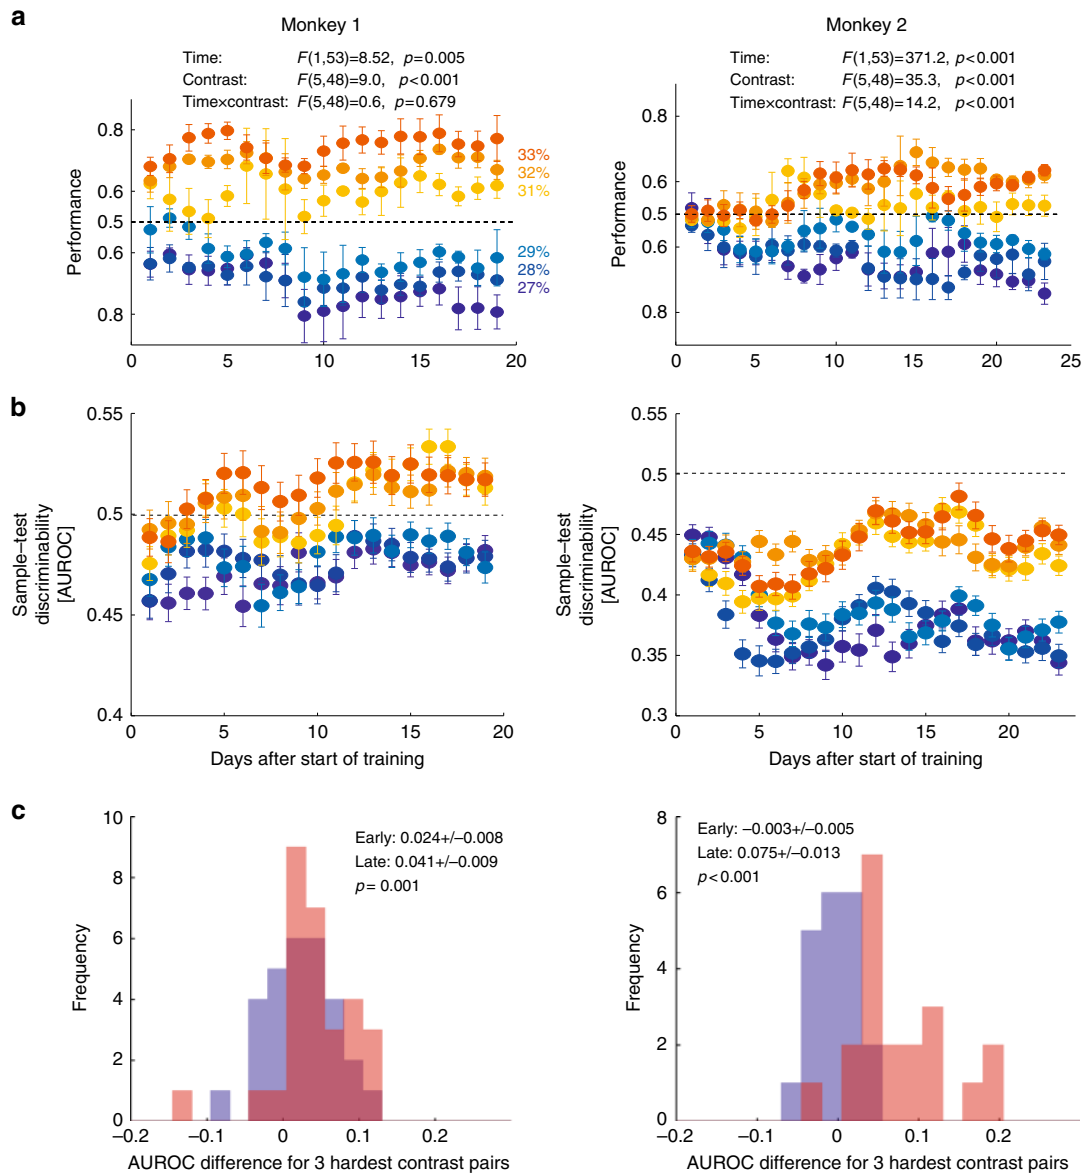 a
Monkey 1
Time: F(1,53)=8.52, p=0.005
Contrast: F(5,48)=9.0, p<0.001
Time×contrast: F(5,48)=0.6, p=0.679
Performance
0.8
0.6
0.5
0.6
0.8
33%
32%
31%
29%
28%
27%
0 5 10 15 20
Monkey 2
Time: F(1,53)=371.2, p<0.001
Contrast: F(5,48)=35.3, p<0.001
Time×contrast: F(5,48)=14.2, p<0.001
Performance
0.8
0.6
0.5
0.6
0.8
0 5 10 15 20 25
b
Sample–test
discriminability
[AUROC]
0.55
0.5
0.45
0.4
0 5 10 15 20
Days after start of training
Sample–test
discriminability
[AUROC]
0.55
0.5
0.45
0.4
0.35
0.3
0 5 10 15 20
Days after start of training
c
Early: 0.024+/–0.008
Late: 0.041+/–0.009
p= 0.001
Frequency
10
8
6
4
2
0
–0.2 –0.1 0 0.1 0.2
AUROC difference for 3 hardest contrast pairs
Early: –0.003+/–0.005
Late: 0.075+/–0.013
p<0.001
Frequency
8
6
4
2
0
–0.2 –0.1 0 0.1 0.2
AUROC difference for 3 hardest contrast pairs